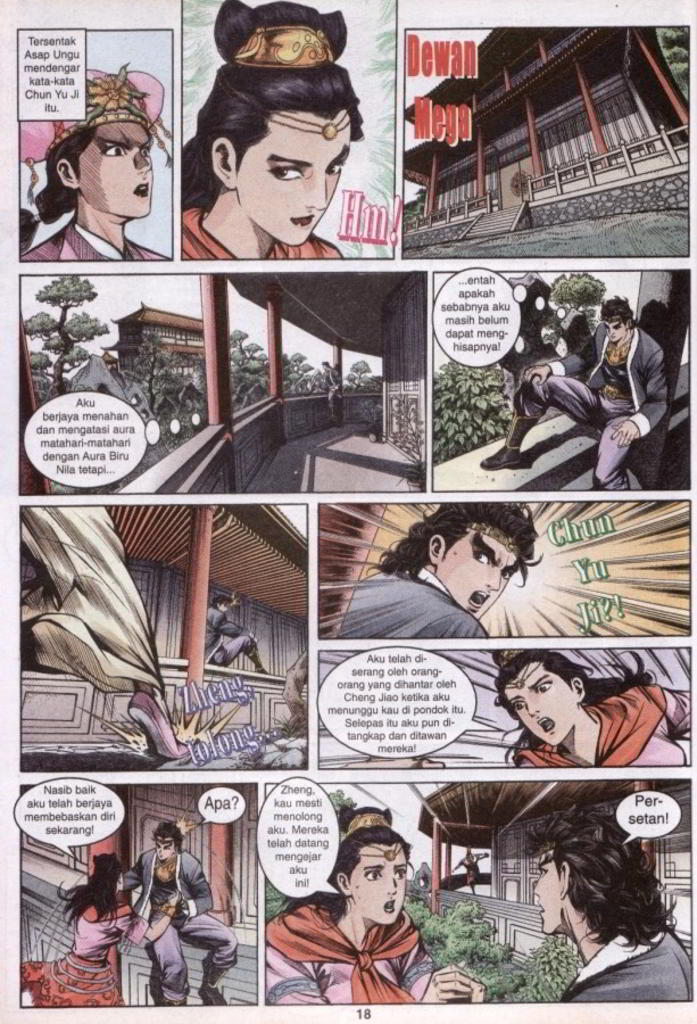 Tersentak
Asap Ungu
mendengar
kata-kata
Chun Yu Ji
itu.
Hm!
Dewan
Mega
Aku
berjaya menahan
dan mengatasi aura
matahari-matahari
dengan Aura Biru
Nila tetapi...
...entah
apakah
sebabnya aku
masih belum
dapat meng-
hisapnya!
Zheng,
tolong...
Chun
Yu
Ji?!
Aku telah di-
serang oleh orang-
orang yang dihantar oleh
Cheng Jiao ketika aku
menunggu kau di pondok itu.
Selepas itu aku pun di-
tangkap dan ditawan
mereka!
Nasib baik
aku telah berjaya
membebaskan diri
sekarang!
Apa?
Zheng,
kau mesti
menolong
aku. Mereka
telah datang
mengejar
aku
ini!
Per-
setan!
18